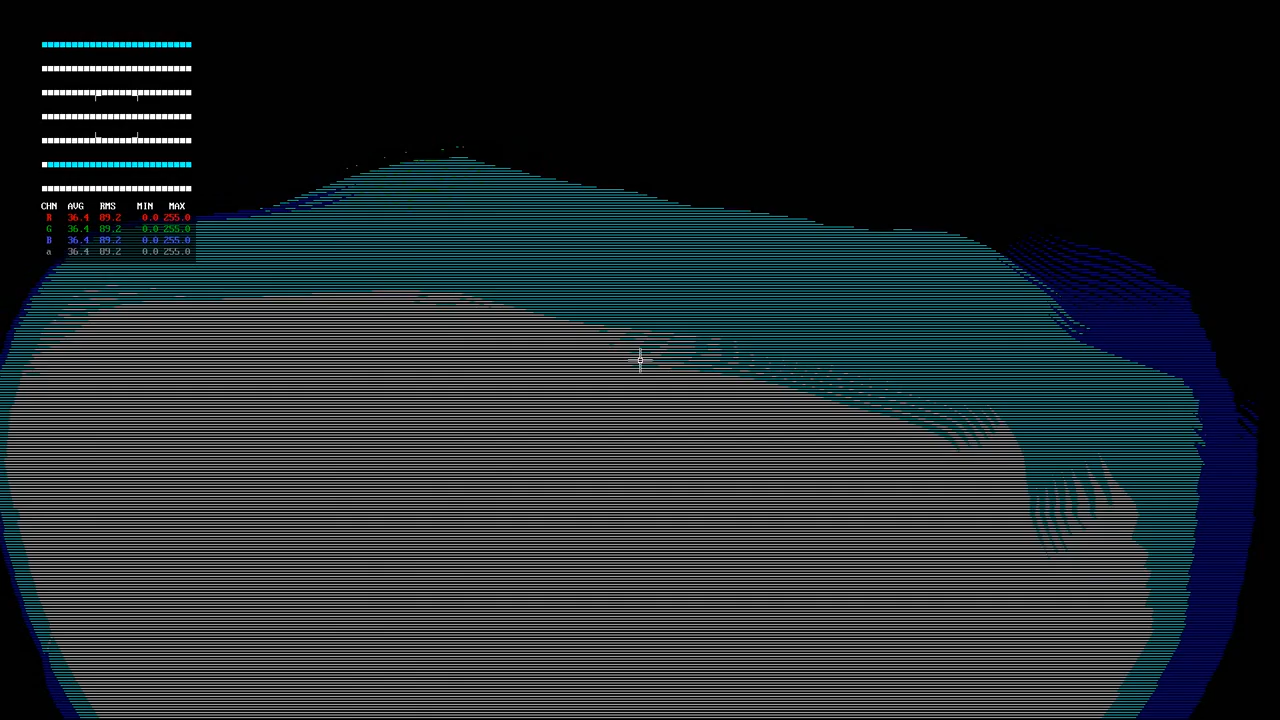 CHN AVG RMS MIN MAX
R 36.4 89.2 0.0 255.0
G 36.4 89.2 0.0 255.0
B 36.4 89.2 0.0 255.0
a 36.4 89.2 0.0 255.0